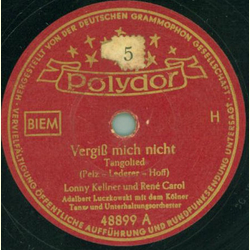 HERGESTELLT VON DER DEUTSCHEN GRAMMOPHON GESELLSCHAFT
5
Polydor
BIEM
H
Vergiß mich nicht
Tangolied
(Pelz - Lederer - Hoff)
Lonny Kellner und René Carol
Adalbert Luczkowski mit dem Kölner
Tanz- und Unterhaltungsorchester
48899 A
VERVIELFÄLTIGUNG, ÖFFENTLICHE AUFFÜHRUNG UND RUNDFUNKSENDUNG UNTERSAGT